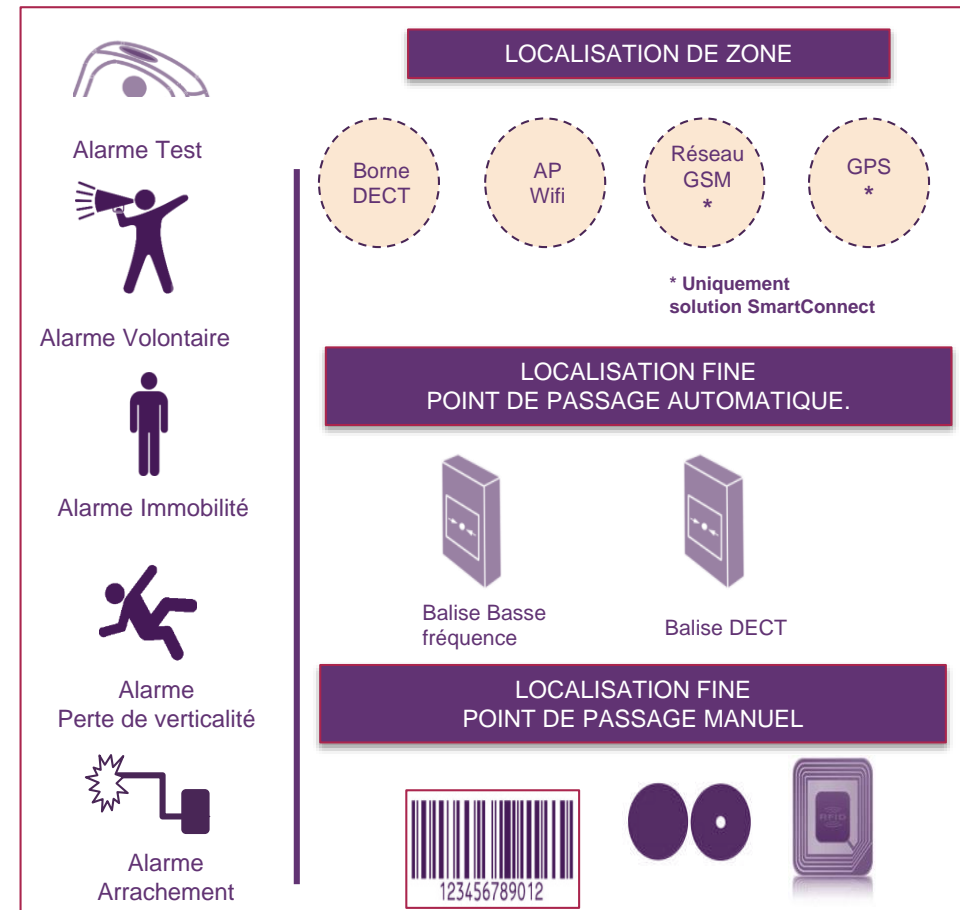 Alarme Test
Alarme Volontaire
Alarme Immobilité
Alarme
Perte de verticalité
Alarme
Arrachement
LOCALISATION DE ZONE
Borne
DECT
AP
Wifi
Réseau
GSM
*
GPS
*
* Uniquement
solution SmartConnect
LOCALISATION FINE
POINT DE PASSAGE AUTOMATIQUE.
Balise Basse
fréquence
Balise DECT
LOCALISATION FINE
POINT DE PASSAGE MANUEL
123456789012
RFID